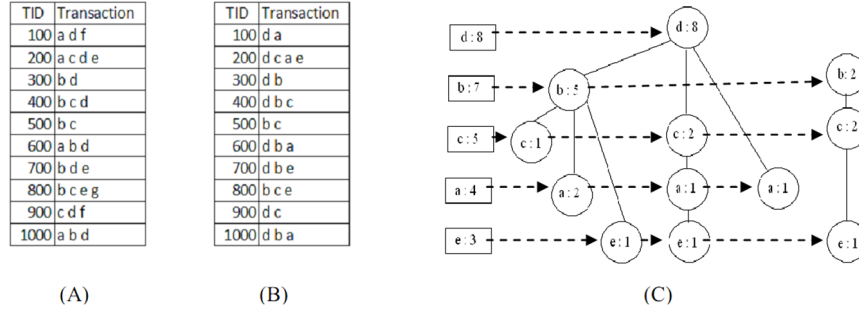 TID Transaction
100 a d f
200 a c d e
300 b d
400 b c d
500 b c
600 a b d
700 b d e
800 b c e g
900 c d f
1000 a b d
(A)
TID Transaction
100 d a
200 d c a e
300 d b
400 d b c
500 b c
600 d b a
700 d b e
800 b c e
900 d c
1000 d b a
(B)
d : 8 d : 8
b : 7 b : 5 b : 2
c : 5 c : 1 c : 2 c : 2
a : 4 a : 2 a : 1 a : 1
e : 3 e : 1 e : 1 e : 1
(C)